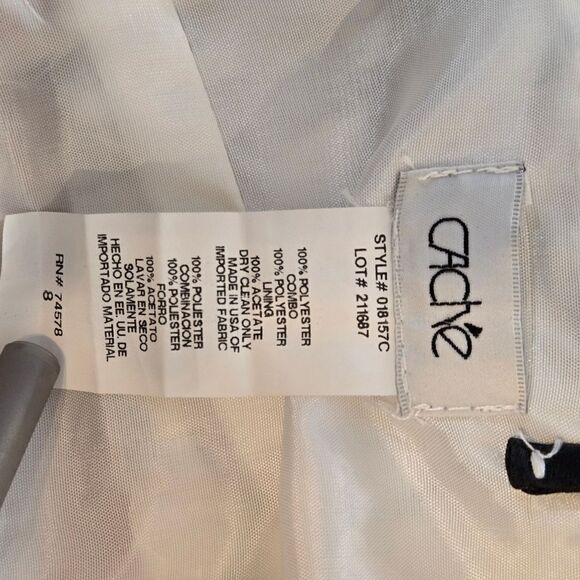 CACHE
STYLE# 018157C
LOT# 211687
100% POLYESTER
COMBO
100% POLYESTER
LINING
100% ACETATE
DRY CLEAN ONLY
MADE IN USA OF
IMPORTED FABRIC
100% POLIESTER
COMBINACION
100% POLIESTER
FORRO
100% ACETATO
LAVAR EN SECO
SOLAMENTE
HECHO EN EE. UU. DE
IMPORTADO MATERIAL
RN# 74578
8